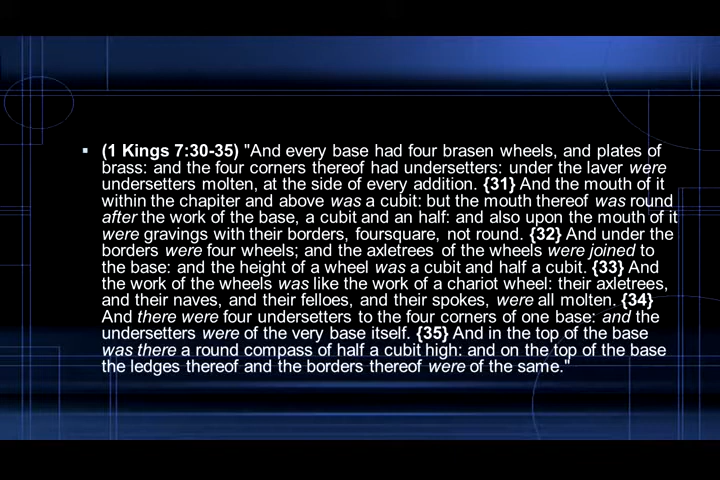 ▪ (1 Kings 7:30-35) "And every base had four brasen wheels, and plates of
brass: and the four corners thereof had undersetters: under the laver were
undersetters molten, at the side of every addition. {31} And the mouth of it
within the chapiter and above was a cubit: but the mouth thereof was round
after the work of the base, a cubit and an half: and also upon the mouth of it
were gravings with their borders, foursquare, not round. {32} And under the
borders were four wheels; and the axletrees of the wheels were joined to
the base: and the height of a wheel was a cubit and half a cubit. {33} And
the work of the wheels was like the work of a chariot wheel: their axletrees,
and their naves, and their felloes, and their spokes, were all molten. {34}
And there were four undersetters to the four corners of one base: and the
undersetters were of the very base itself. {35} And in the top of the base
was there a round compass of half a cubit high: and on the top of the base
the ledges thereof and the borders thereof were of the same."